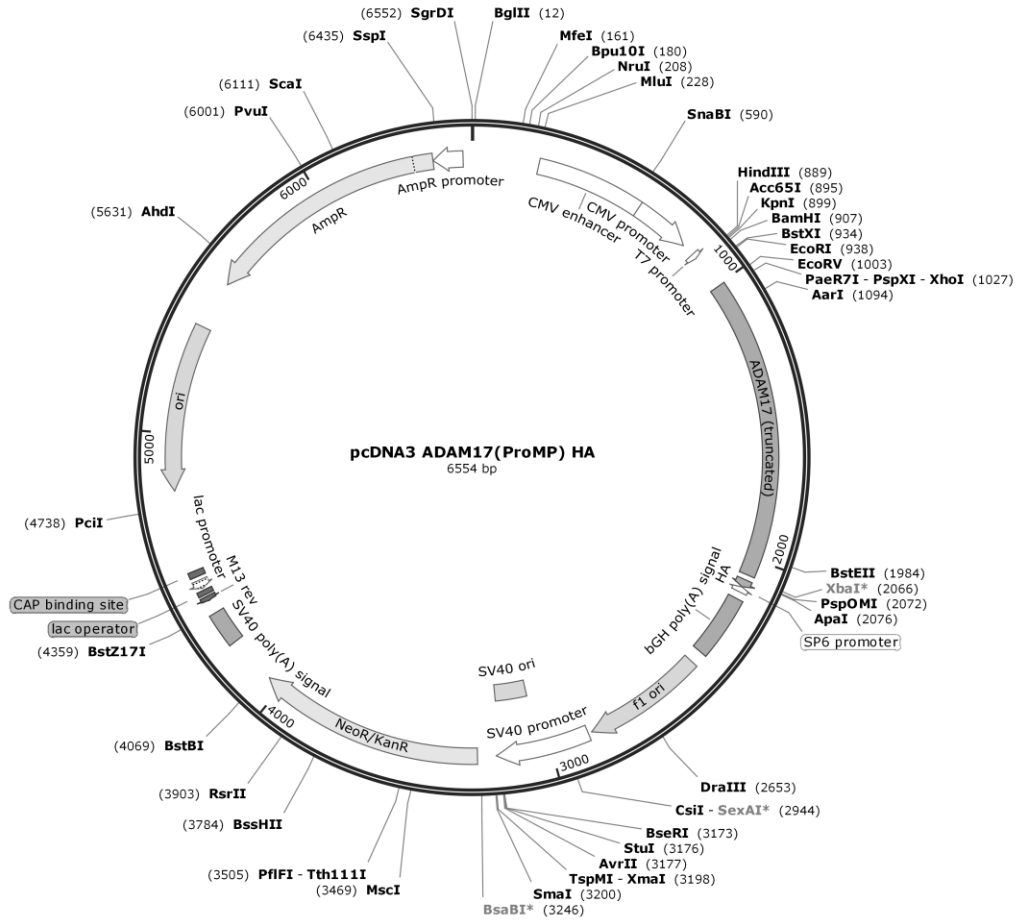 (6552) SgrDI
BglII (12)
(6435) SspI
MfeI (161)
Bpu10I (180)
NruI (208)
MluI (228)
(6111) ScaI
(6001) PvuI
SnaBI (590)
HindIII (889)
Acc65I (895)
KpnI (899)
BamHI (907)
BstXI (934)
EcoRI (938)
EcoRV (1003)
PaeR7I - PspXI - XhoI (1027)
AarI (1094)
(5631) AhdI
6000
AmpR promoter
AmpR
CMV enhancer
CMV promoter
T7 promoter
1000
ADAM17 (truncated)
ori
5000
pcDNA3 ADAM17(ProMP) HA
6554 bp
(4738) PciI
lac promoter
M13 rev
CAP binding site
lac operator
(4359) BstZ17I
SV40 poly(A) signal
2000
HA
bGH poly(A) signal
BstEII (1984)
XbaI* (2066)
PspOMI (2072)
ApaI (2076)
SP6 promoter
SV40 ori
f1 ori
SV40 promoter
NeoR/KanR
4000
3000
(4069) BstBI
(3903) RsrII
(3784) BssHII
(3505) PflFI - Tth111I
(3469) MscI
DraIII (2653)
CsiI - SexAI* (2944)
BseRI (3173)
StuI (3176)
AvrII (3177)
TspMI - XmaI (3198)
SmaI (3200)
BsaBI* (3246)